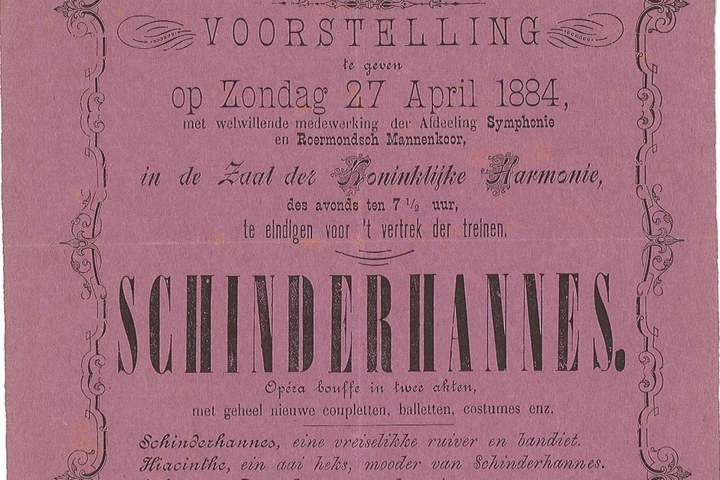 VOORSTELLING
te geven
op Zondag 27 April 1884,
met welwillende medewerking der Afdeeling Symphonie
en Roermondsch Mannenkoor,
in de Zaal der Koninklijke Harmonie,
des avonds ten 7 1/2 uur,
te eindigen voor 't vertrek der treinen.
SCHINDERHANNES.
Opéra bouffe in twee akten,
met geheel nieuwe coupletten, balletten, costumes enz.
Schinderhannes, eine vreiselikke ruiver en bandiet.
Hiacinthe, ein aai heks, mooder van Schinderhannes.